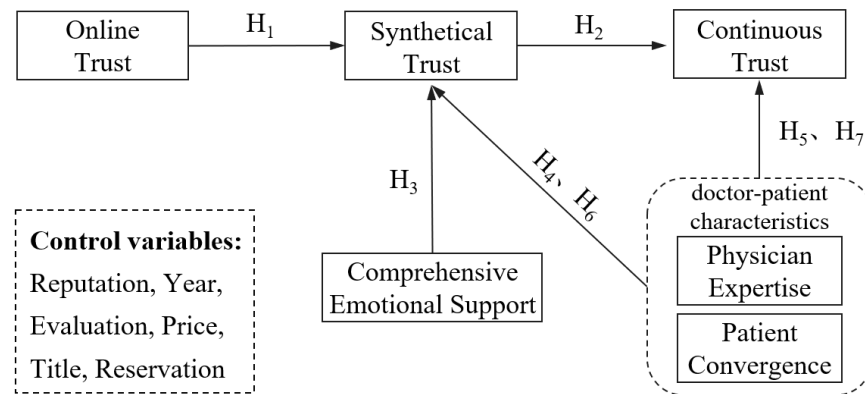 Online
Trust
H1
Synthetical
Trust
H2
Continuous
Trust
H3
H4、H6
H5、H7
doctor-patient
characteristics
Physician
Expertise
Patient
Convergence
Comprehensive
Emotional Support
Control variables:
Reputation, Year,
Evaluation, Price,
Title, Reservation